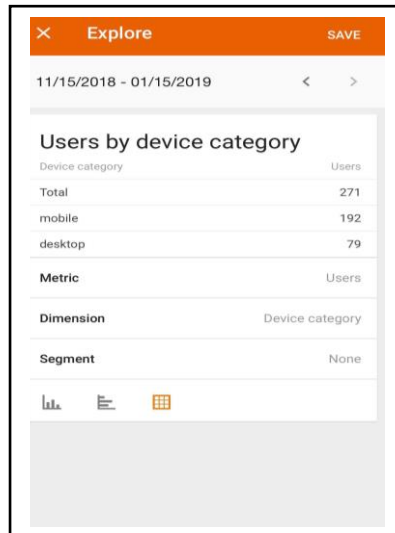 × Explore SAVE
11/15/2018 - 01/15/2019 < >
Users by device category
Device category Users
Total 271
mobile 192
desktop 79
Metric Users
Dimension Device category
Segment None